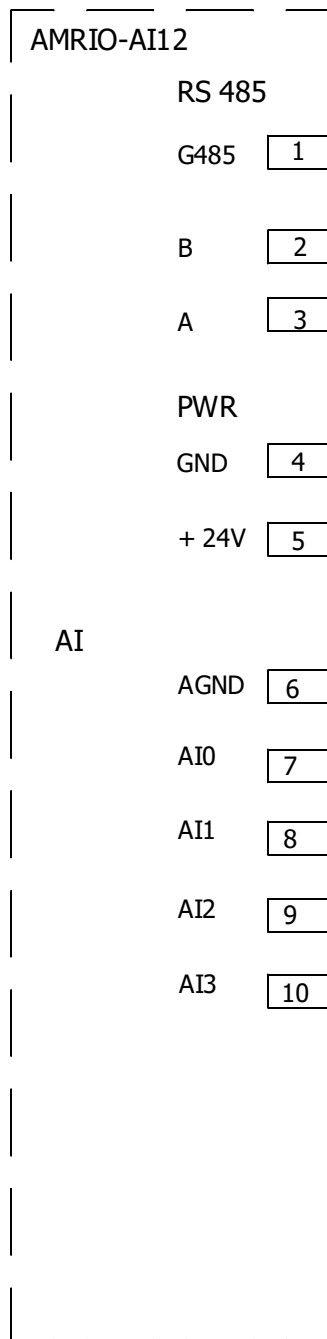 AMRIO-AI12
RS 485
G485 1
B 2
A 3
PWR
GND 4
+ 24V 5
AI
AGND 6
AI0 7
AI1 8
AI2 9
AI3 10